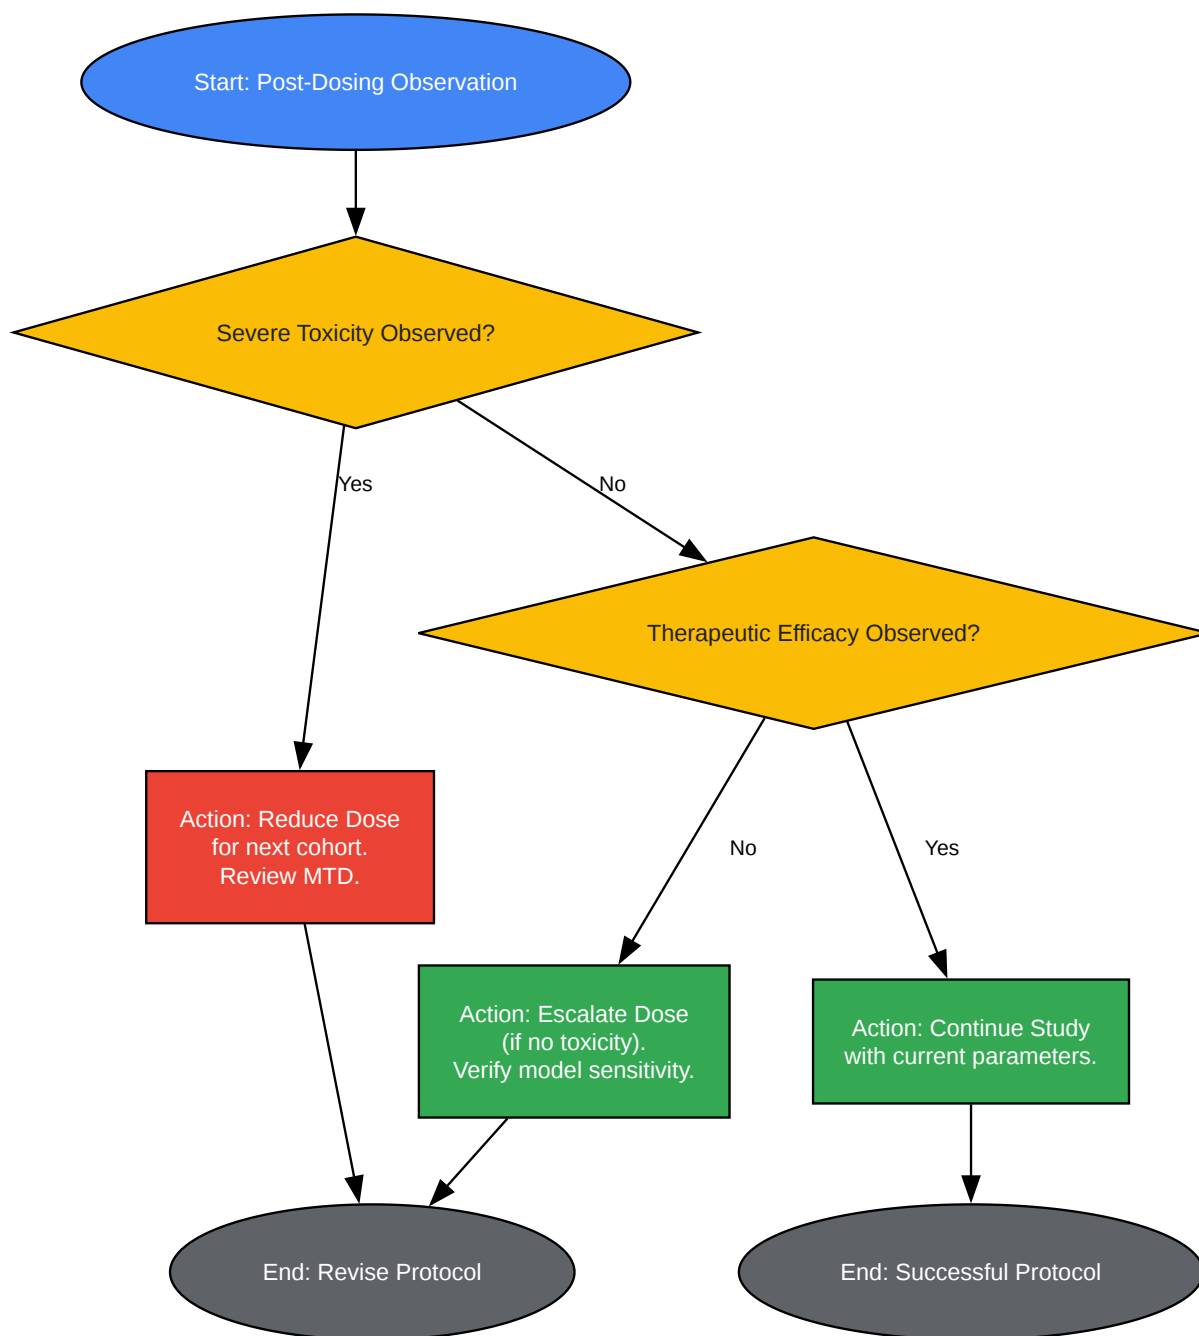 Start: Post-Dosing Observation
Severe Toxicity Observed?
Yes
No
Therapeutic Efficacy Observed?
Action: Reduce Dose
for next cohort.
Review MTD.
No
Yes
Action: Escalate Dose
(if no toxicity).
Verify model sensitivity.
Action: Continue Study
with current parameters.
End: Revise Protocol
End: Successful Protocol